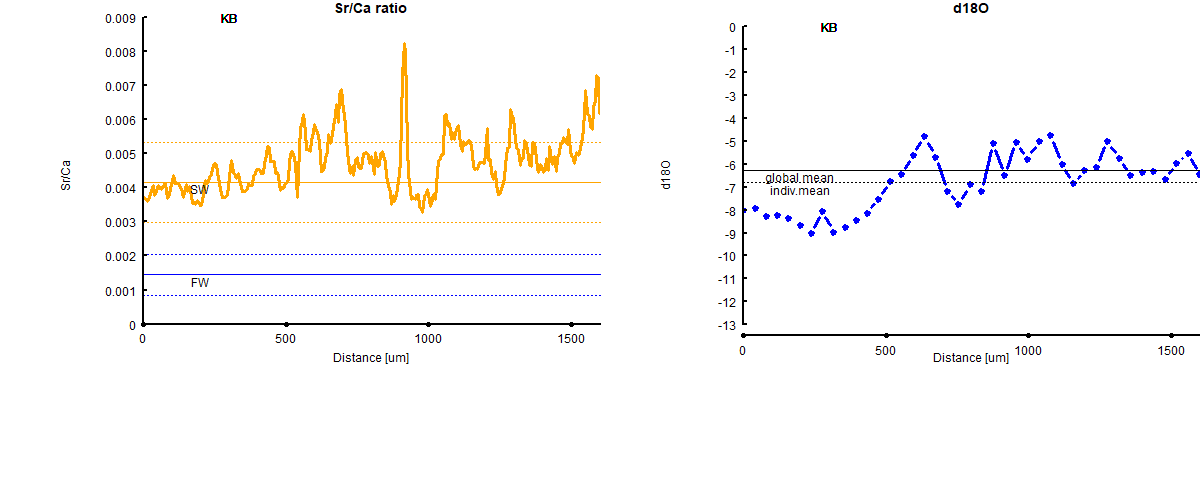 Sr/Ca ratio
KB
0.009
0.008
0.007
0.006
0.005
0.004
0.003
0.002
0.001
0
Sr/Ca
SW
FW
0
500
1000
1500
Distance [um]
d18O
KB
0
-1
-2
-3
-4
-5
-6
-7
-8
-9
-10
-11
-12
-13
d18O
global.mean
indiv.mean
0
500
1000
1500
Distance [um]